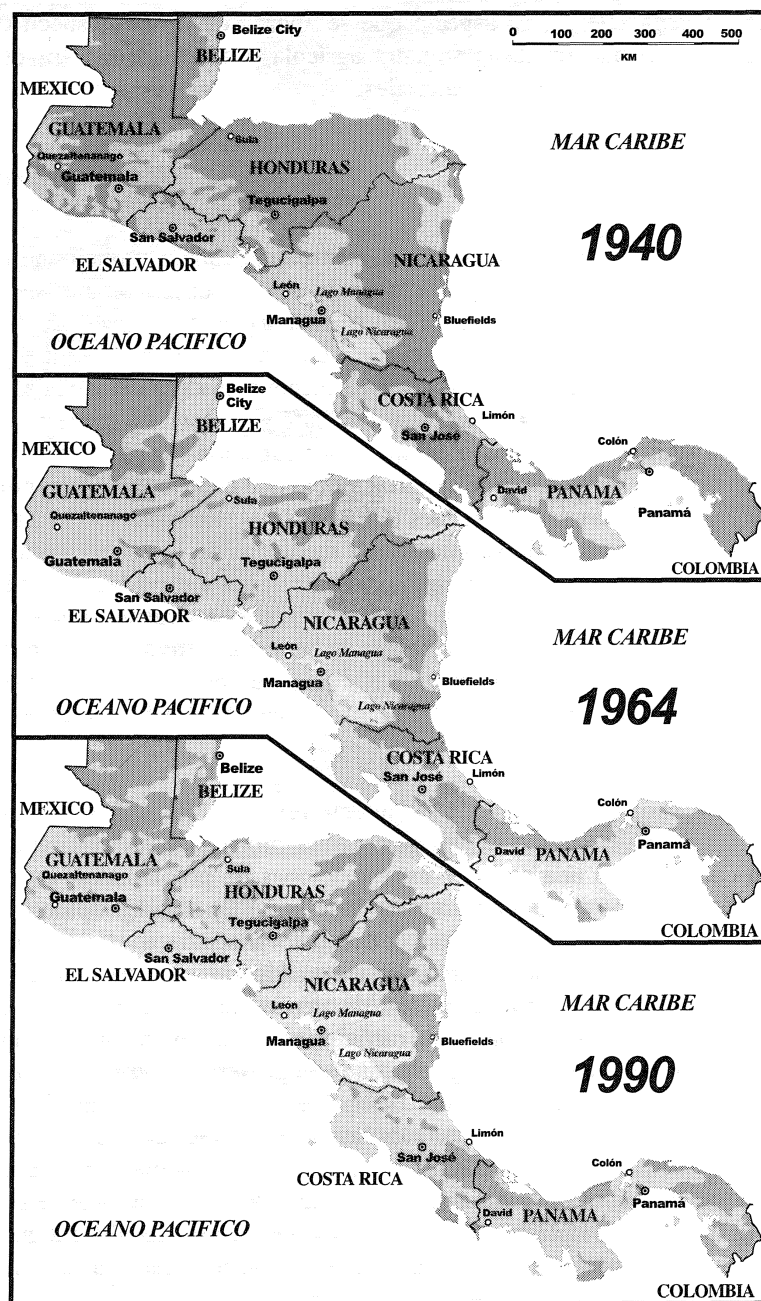 Belize City
BELIZE
0 100 200 300 400 500
KM
MEXICO
GUATEMALA
Sula
MAR CARIBE
Quezaltenanago
HONDURAS
Guatemala
Tegucigalpa
1940
San Salvador
NICARAGUA
EL SALVADOR
León
Lago Managua
Managua
Bluefields
Lago Nicaragua
OCEANO PACIFICO
COSTA RICA
Limón
San José
Colón
David
PANAMA
Panamá
COLOMBIA
Belize
City
BELIZE
MEXICO
GUATEMALA
Sula
Quezaltenanago
HONDURAS
Guatemala
Tegucigalpa
San Salvador
EL SALVADOR
NICARAGUA
MAR CARIBE
León
Lago Managua
Managua
Bluefields
Lago Nicaragua
OCEANO PACIFICO
1964
COSTA RICA
San José
Limón
Colón
David
PANAMA
Panamá
COLOMBIA
Belize
BELIZE
MEXICO
GUATEMALA
Sula
Quezaltenanago
HONDURAS
Guatemala
Tegucigalpa
San Salvador
EL SALVADOR
NICARAGUA
MAR CARIBE
León
Lago Managua
Managua
Bluefields
Lago Nicaragua
1990
Limón
San José
COSTA RICA
Colón
David
PANAMA
Panamá
OCEANO PACIFICO
COLOMBIA